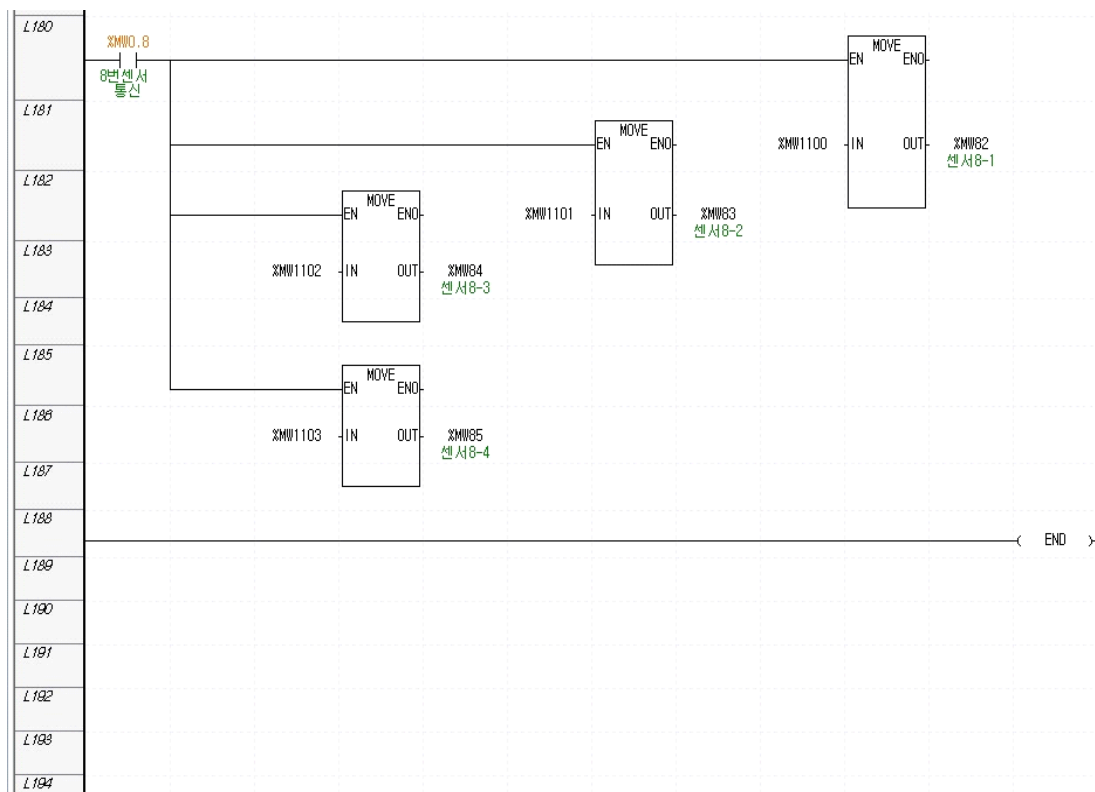 L180
%MW0.8
8번센서
통신
MOVE
EN ENO
L181
MOVE
EN ENO
%MW1100 IN OUT %MW82
센서8-1
L182
MOVE
EN ENO
%MW1101 IN OUT %MW83
센서8-2
L183
%MW1102 IN OUT %MW84
센서8-3
L184
L185
MOVE
EN ENO
L186
%MW1103 IN OUT %MW85
센서8-4
L187
L188
END
L189
L190
L191
L192
L193
L194